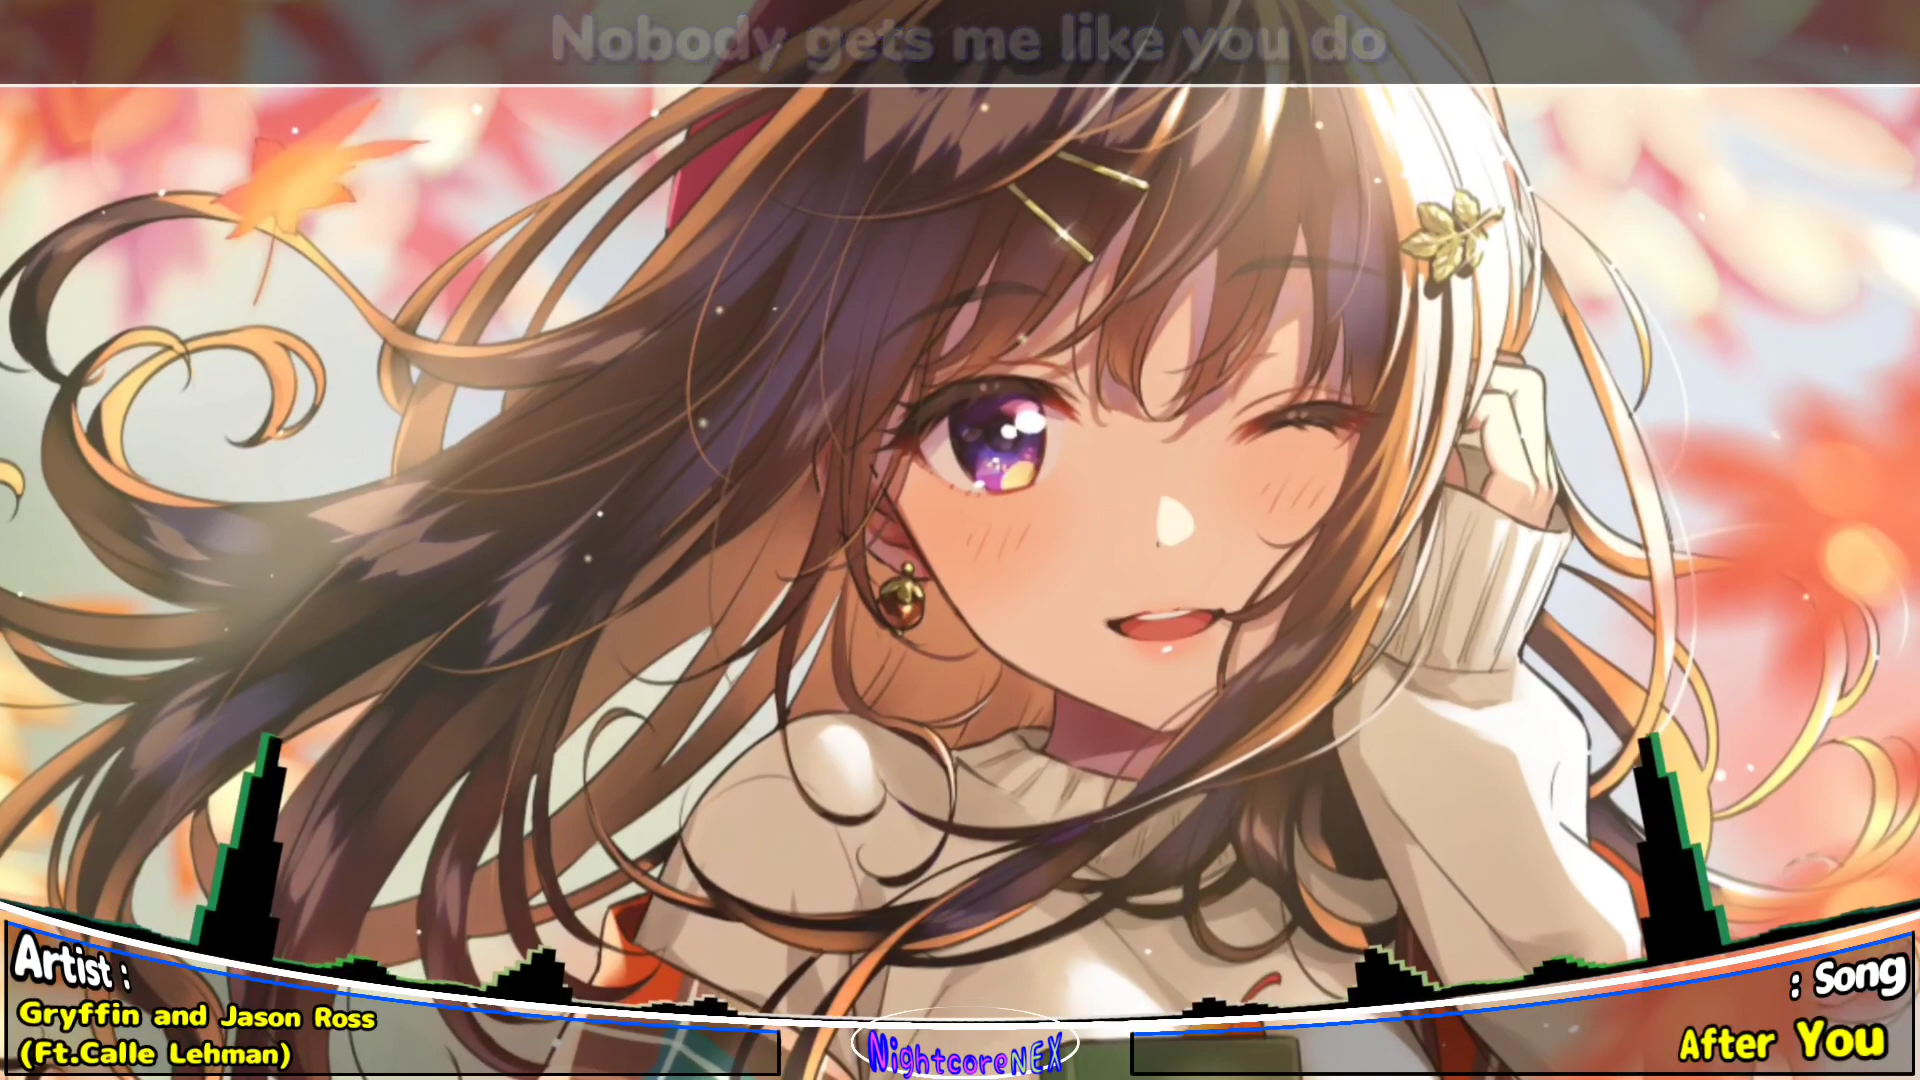 Nobody gets me like you do
Artist :
Gryffin and Jason Ross
(Ft.Calle Lehman)
NightcoreNEX
: Song
After You